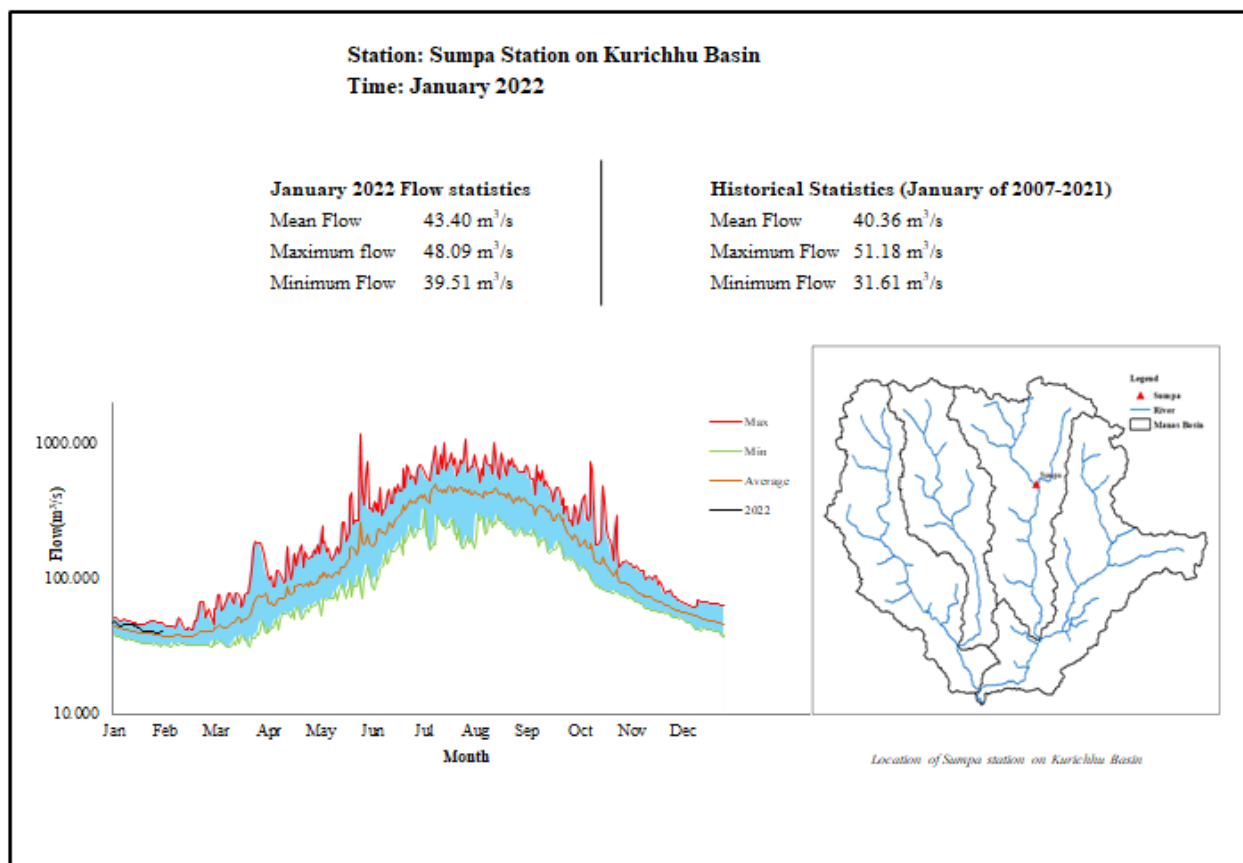 Station: Sumpa Station on Kurichhu Basin
Time: January 2022
January 2022 Flow statistics
Mean Flow 43.40 m³/s
Maximum flow 48.09 m³/s
Minimum Flow 39.51 m³/s
Historical Statistics (January of 2007-2021)
Mean Flow 40.36 m³/s
Maximum Flow 51.18 m³/s
Minimum Flow 31.61 m³/s
Flow(m³/s)
1000.000
100.000
10.000
Jan Feb Mar Apr May Jun Jul Aug Sep Oct Nov Dec
Month
Max
Min
Average
2022
Legend
Sumpa
River
Manas Basin
Sumpa
Location of Sumpa station on Kurichhu Basin